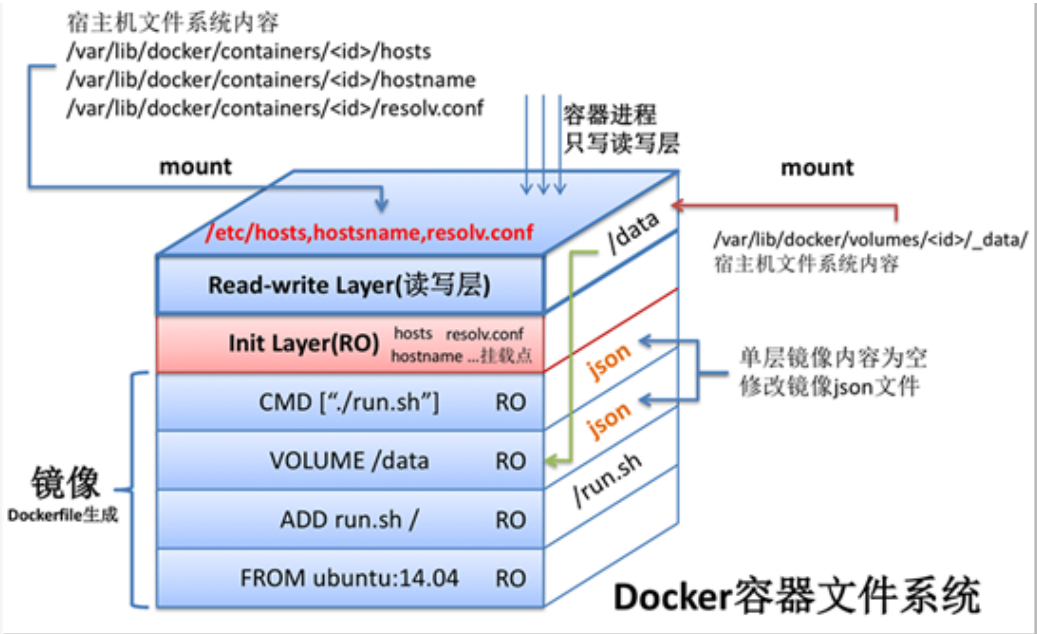 宿主机文件系统内容
/var/lib/docker/containers/<id>/hosts
/var/lib/docker/containers/<id>/hostname
/var/lib/docker/containers/<id>/resolv.conf
容器进程
只写读写层
mount
mount
/etc/hosts,hostsname,resolv.conf
/data
/var/lib/docker/volumes/<id>/_data/
宿主机文件系统内容
Read-write Layer(读写层)
Init Layer(RO)
hosts resolv.conf
hostname ...挂载点
json
json
单层镜像内容为空
修改镜像json文件
CMD [“./run.sh”] RO
VOLUME /data RO
/run.sh
镜像
Dockerfile生成
ADD run.sh / RO
FROM ubuntu:14.04 RO
Docker容器文件系统